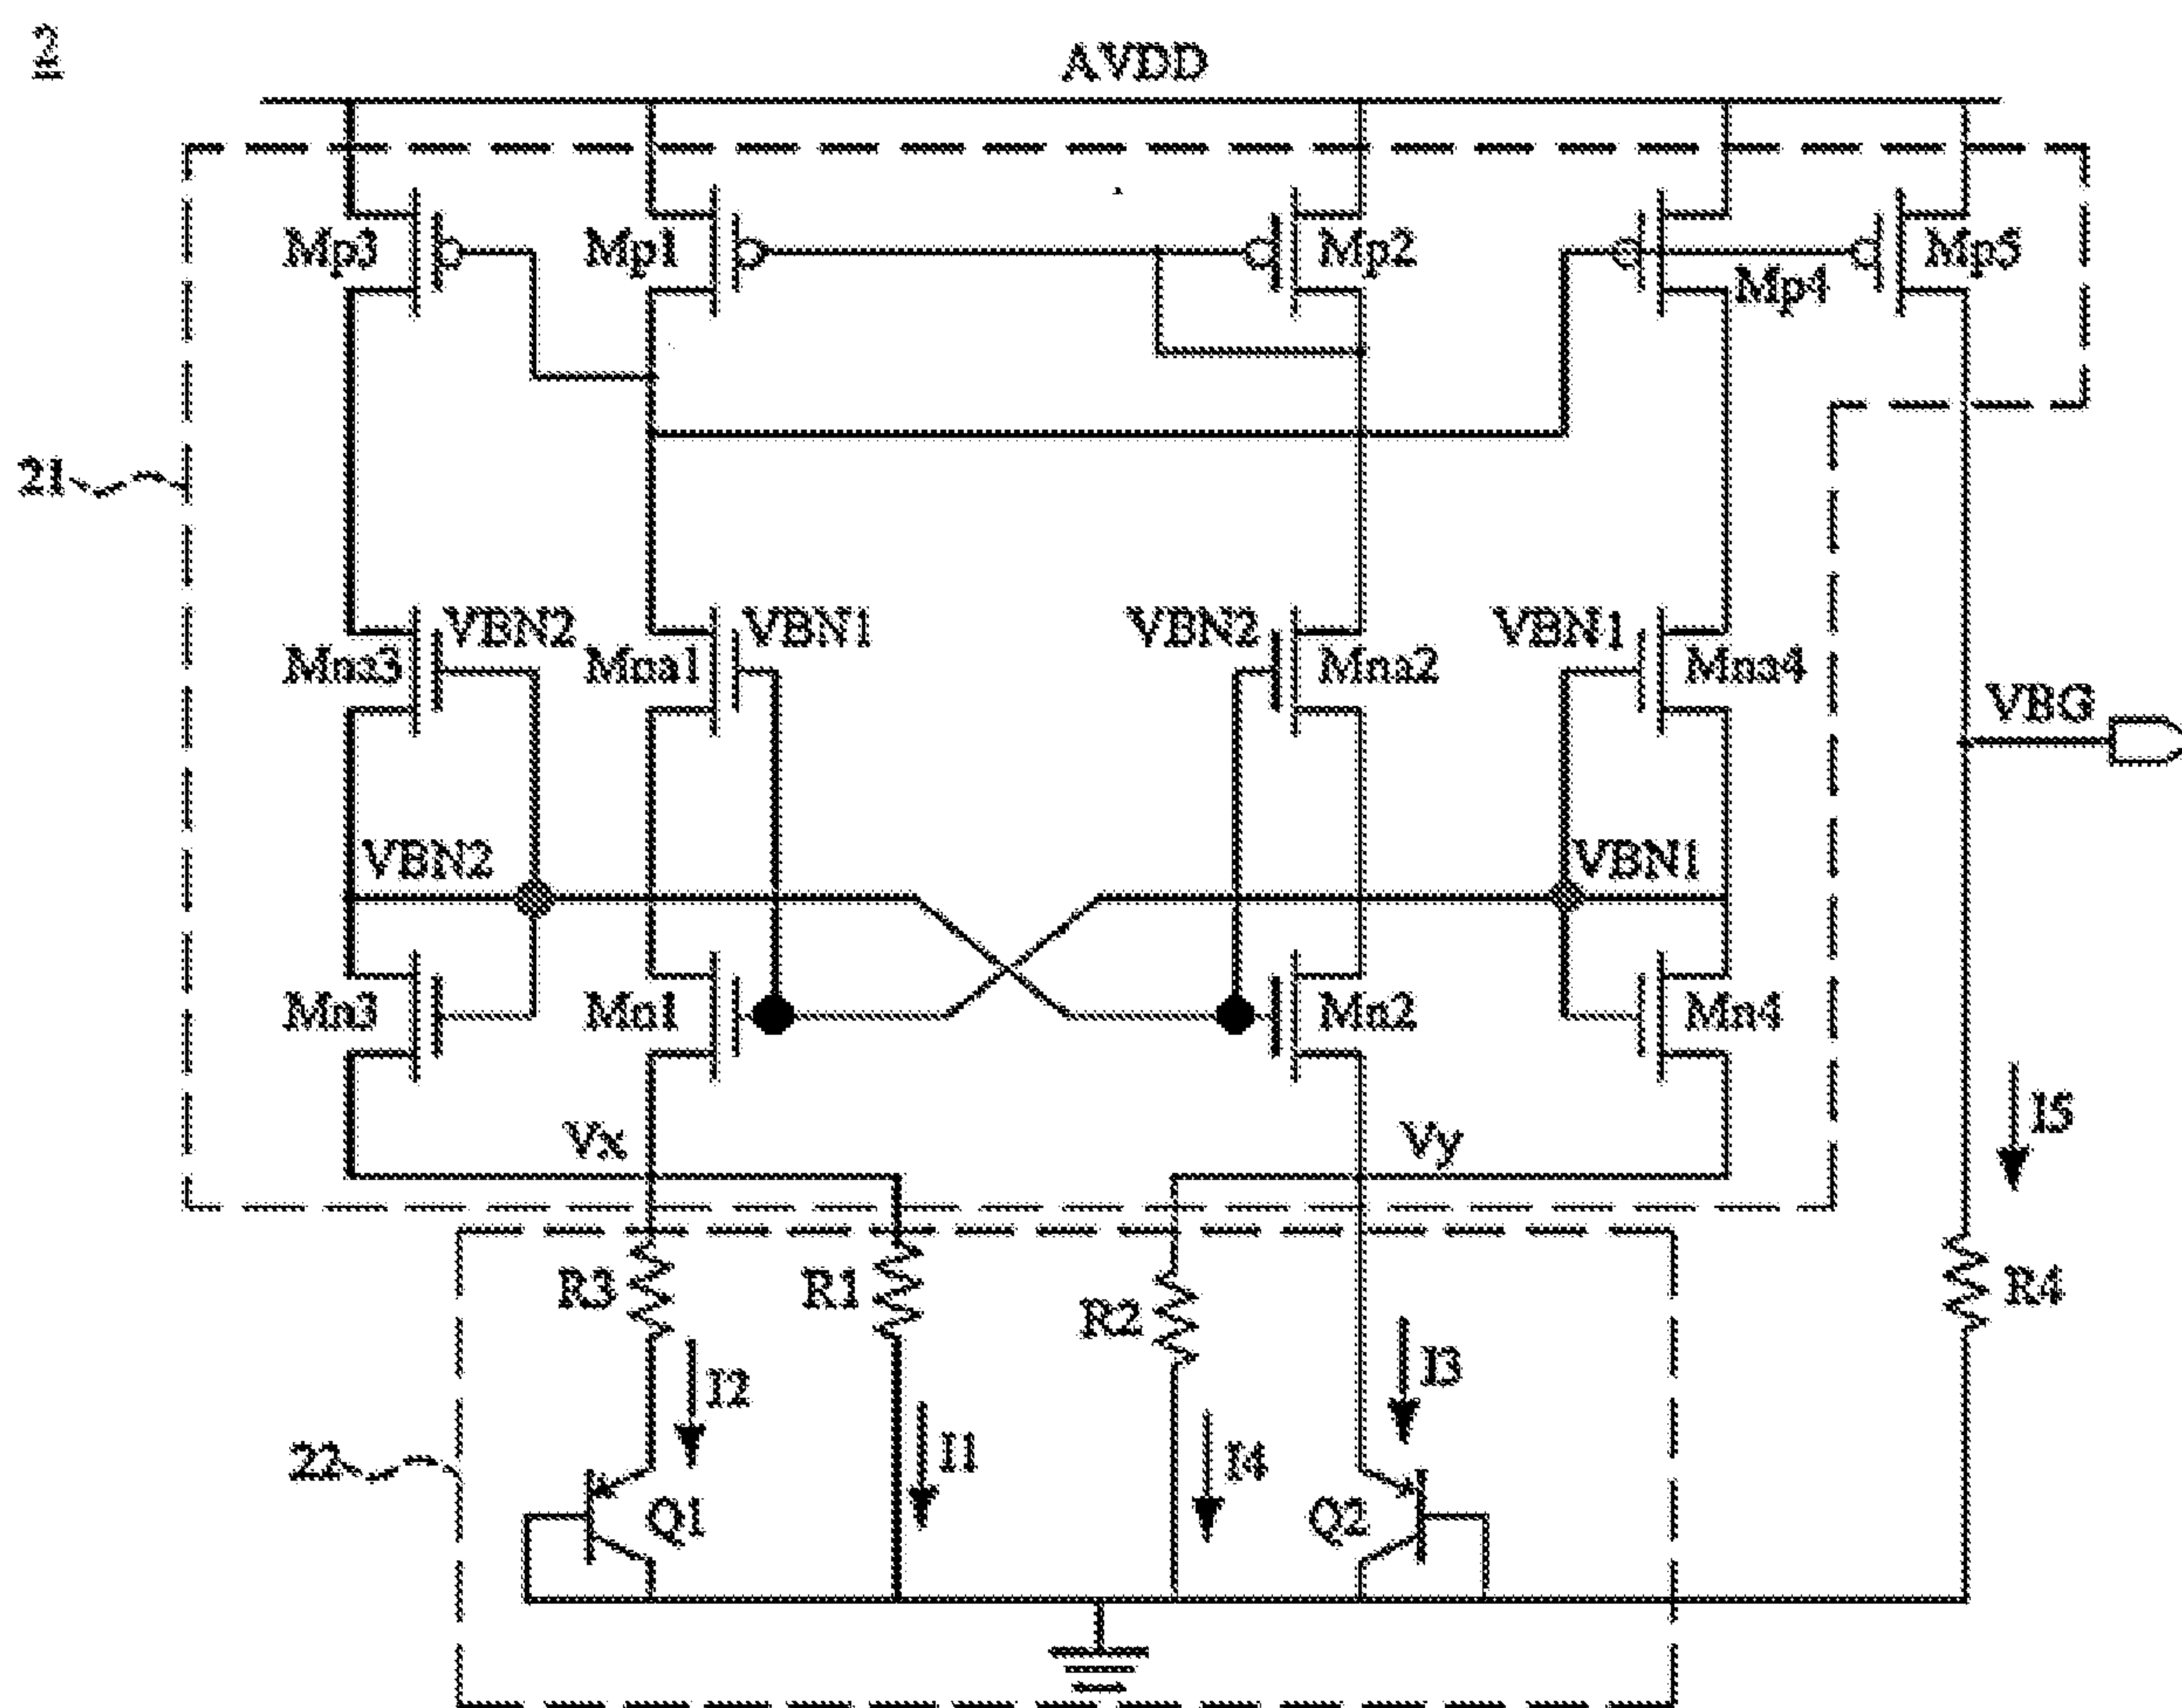 2
AVDD
Mp3
Mp1
Mp2
Mp4
Mp5
21
VBN2
VBN1
VBN2
VBN1
Mna3
Mna1
Mna2
Mna4
VBG
VBN2
VBN1
Mn3
Mn1
Mn2
Mn4
Vx
Vy
I5
R3
R1
R2
R4
I2
I3
22
I1
I4
Q1
Q2